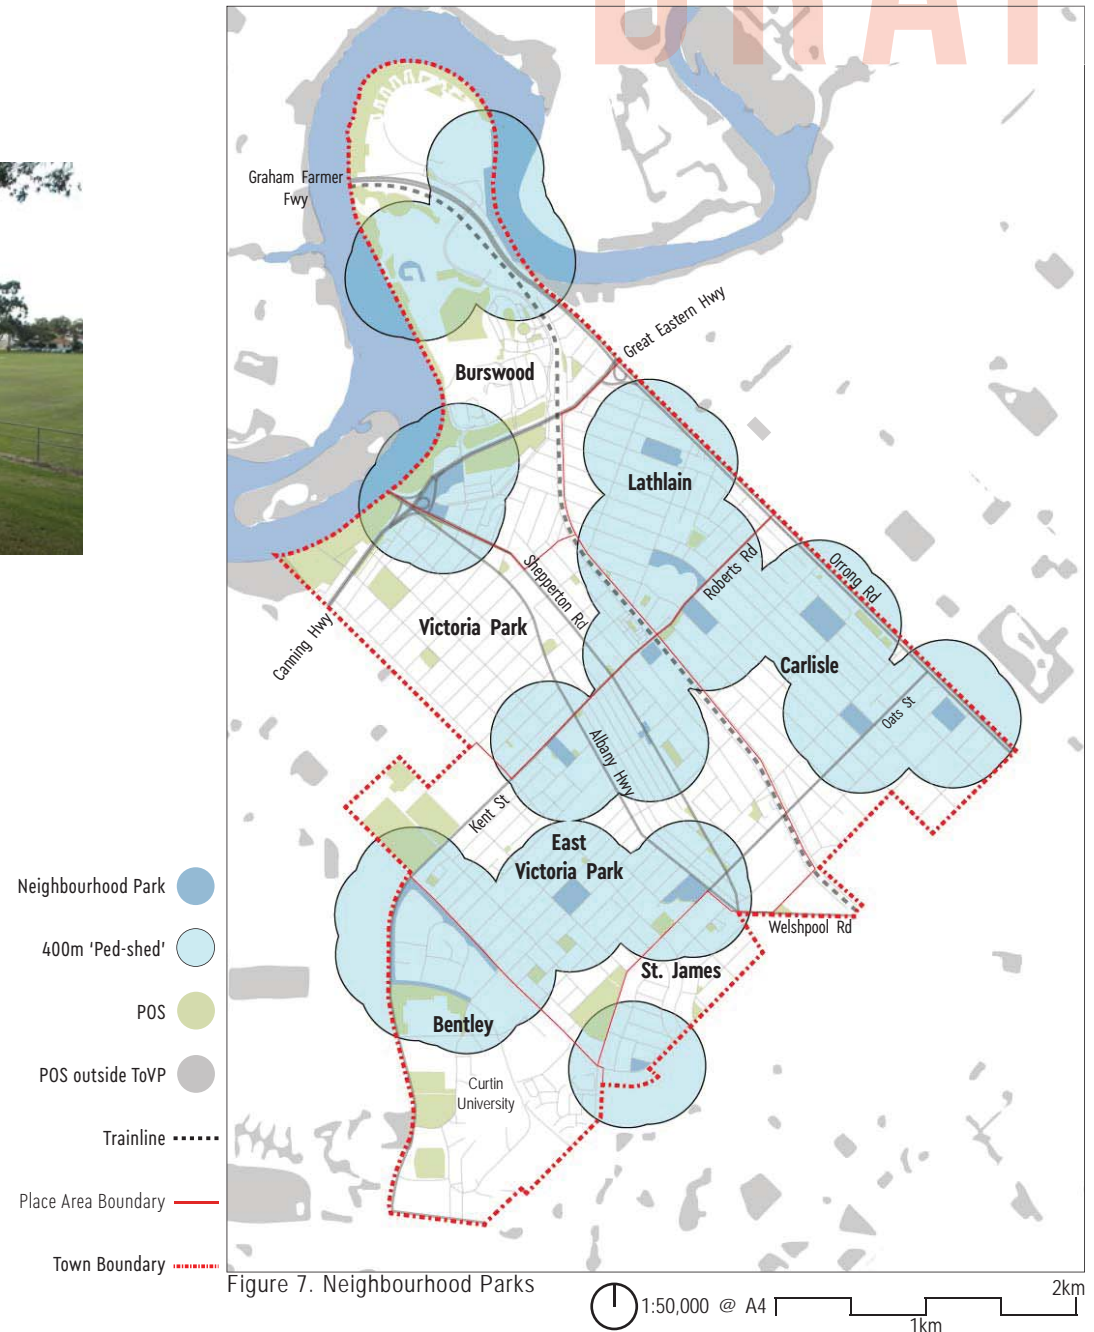 DRAF
Graham Farmer
Fwy
Great Eastern Hwy
Burswood
Lathlain
Shepperton Rd
Roberts Rd
Orrong Rd
Canning Hwy
Victoria Park
Carlisle
Oats St
Albany Hwy
Kent St
East
Victoria Park
Welshpool Rd
St. James
Bentley
Curtin
University
Neighbourhood Park
400m 'Ped-shed'
POS
POS outside ToVP
Trainline
Place Area Boundary
Town Boundary
Figure 7. Neighbourhood Parks
1:50,000 @ A4
1km
2km